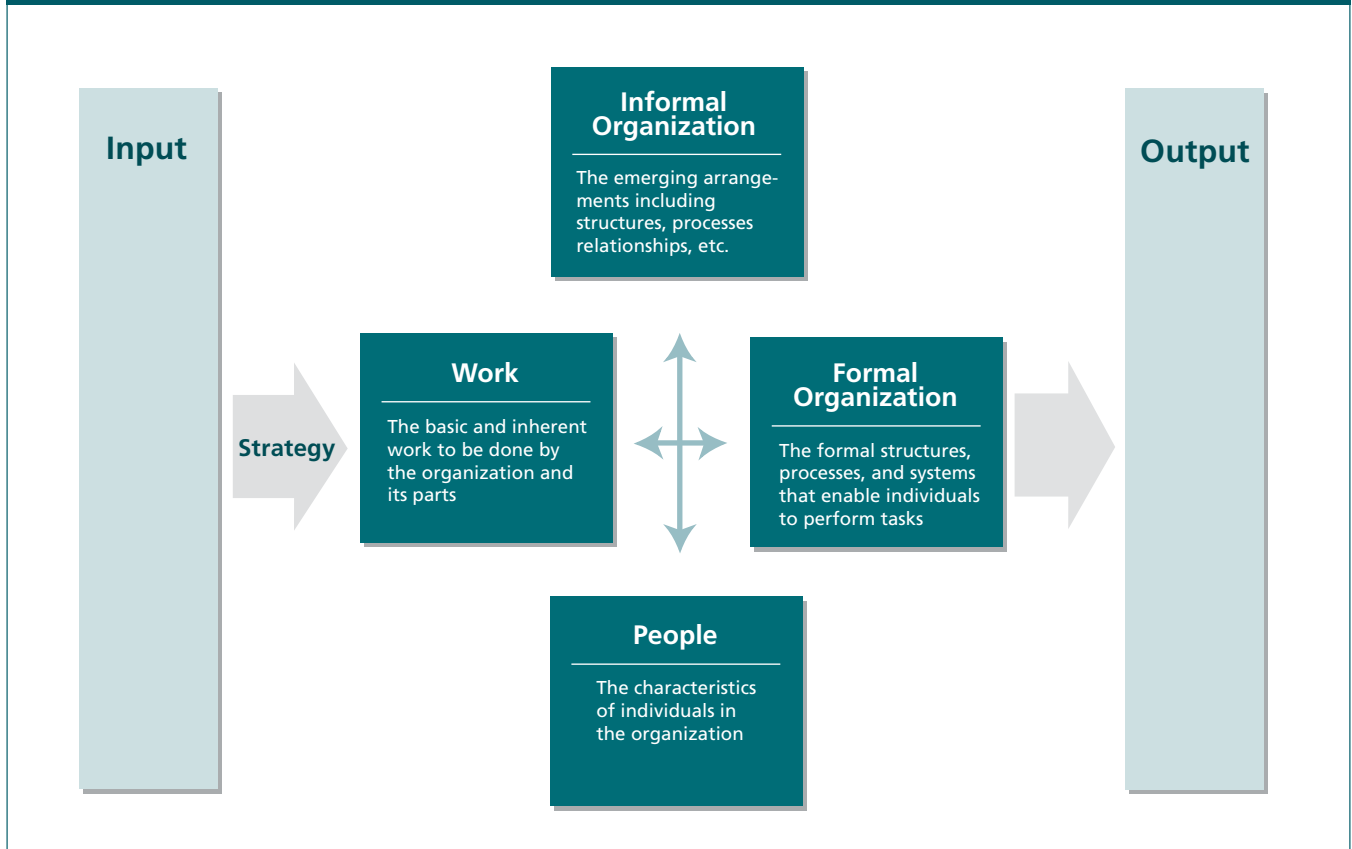 Input
Informal
Organization
The emerging arrange-
ments including
structures, processes
relationships, etc.
Output
Strategy
Work
The basic and inherent
work to be done by
the organization and
its parts
Formal
Organization
The formal structures,
processes, and systems
that enable individuals
to perform tasks
People
The characteristics
of individuals in
the organization